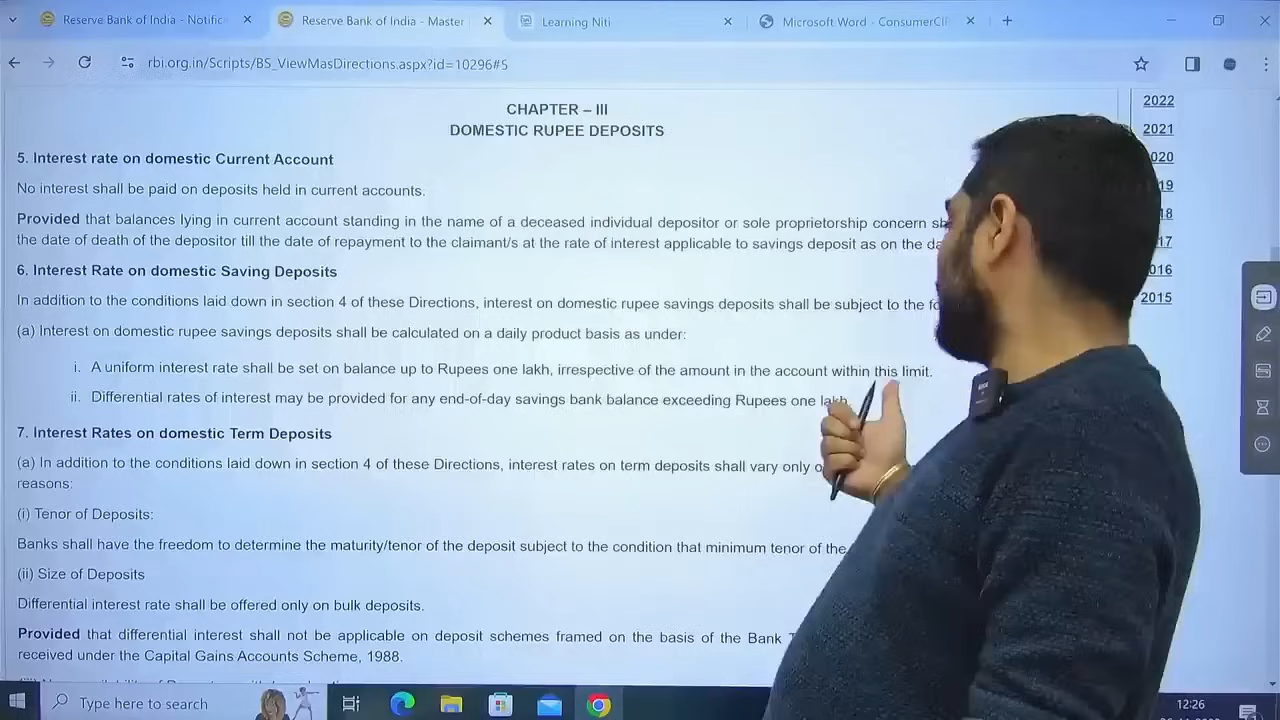 Reserve Bank of India - Notific
Reserve Bank of India - Master
Learning Niti
Microsoft Word - ConsumerCIl
rbi.org.in/Scripts/BS_ViewMasDirections.aspx?id=10296#5
CHAPTER – III
DOMESTIC RUPEE DEPOSITS
5. Interest rate on domestic Current Account
No interest shall be paid on deposits held in current accounts.
Provided that balances lying in current account standing in the name of a deceased individual depositor or sole proprietorship concern
the date of death of the depositor till the date of repayment to the claimant/s at the rate of interest applicable to savings deposit as on the
6. Interest Rate on domestic Saving Deposits
In addition to the conditions laid down in section 4 of these Directions, interest on domestic rupee savings deposits shall be subject to the
(a) Interest on domestic rupee savings deposits shall be calculated on a daily product basis as under:
i. A uniform interest rate shall be set on balance up to Rupees one lakh, irrespective of the amount in the account within this limit.
ii. Differential rates of interest may be provided for any end-of-day savings bank balance exceeding Rupees one lakh.
7. Interest Rates on domestic Term Deposits
(a) In addition to the conditions laid down in section 4 of these Directions, interest rates on term deposits shall vary only
reasons:
(i) Tenor of Deposits:
Banks shall have the freedom to determine the maturity/tenor of the deposit subject to the condition that minimum tenor of the
(ii) Size of Deposits
Differential interest rate shall be offered only on bulk deposits.
Provided that differential interest shall not be applicable on deposit schemes framed on the basis of the Bank
received under the Capital Gains Accounts Scheme, 1988.
2022
2021
020
19
18
17
016
2015
Type here to search
12:26